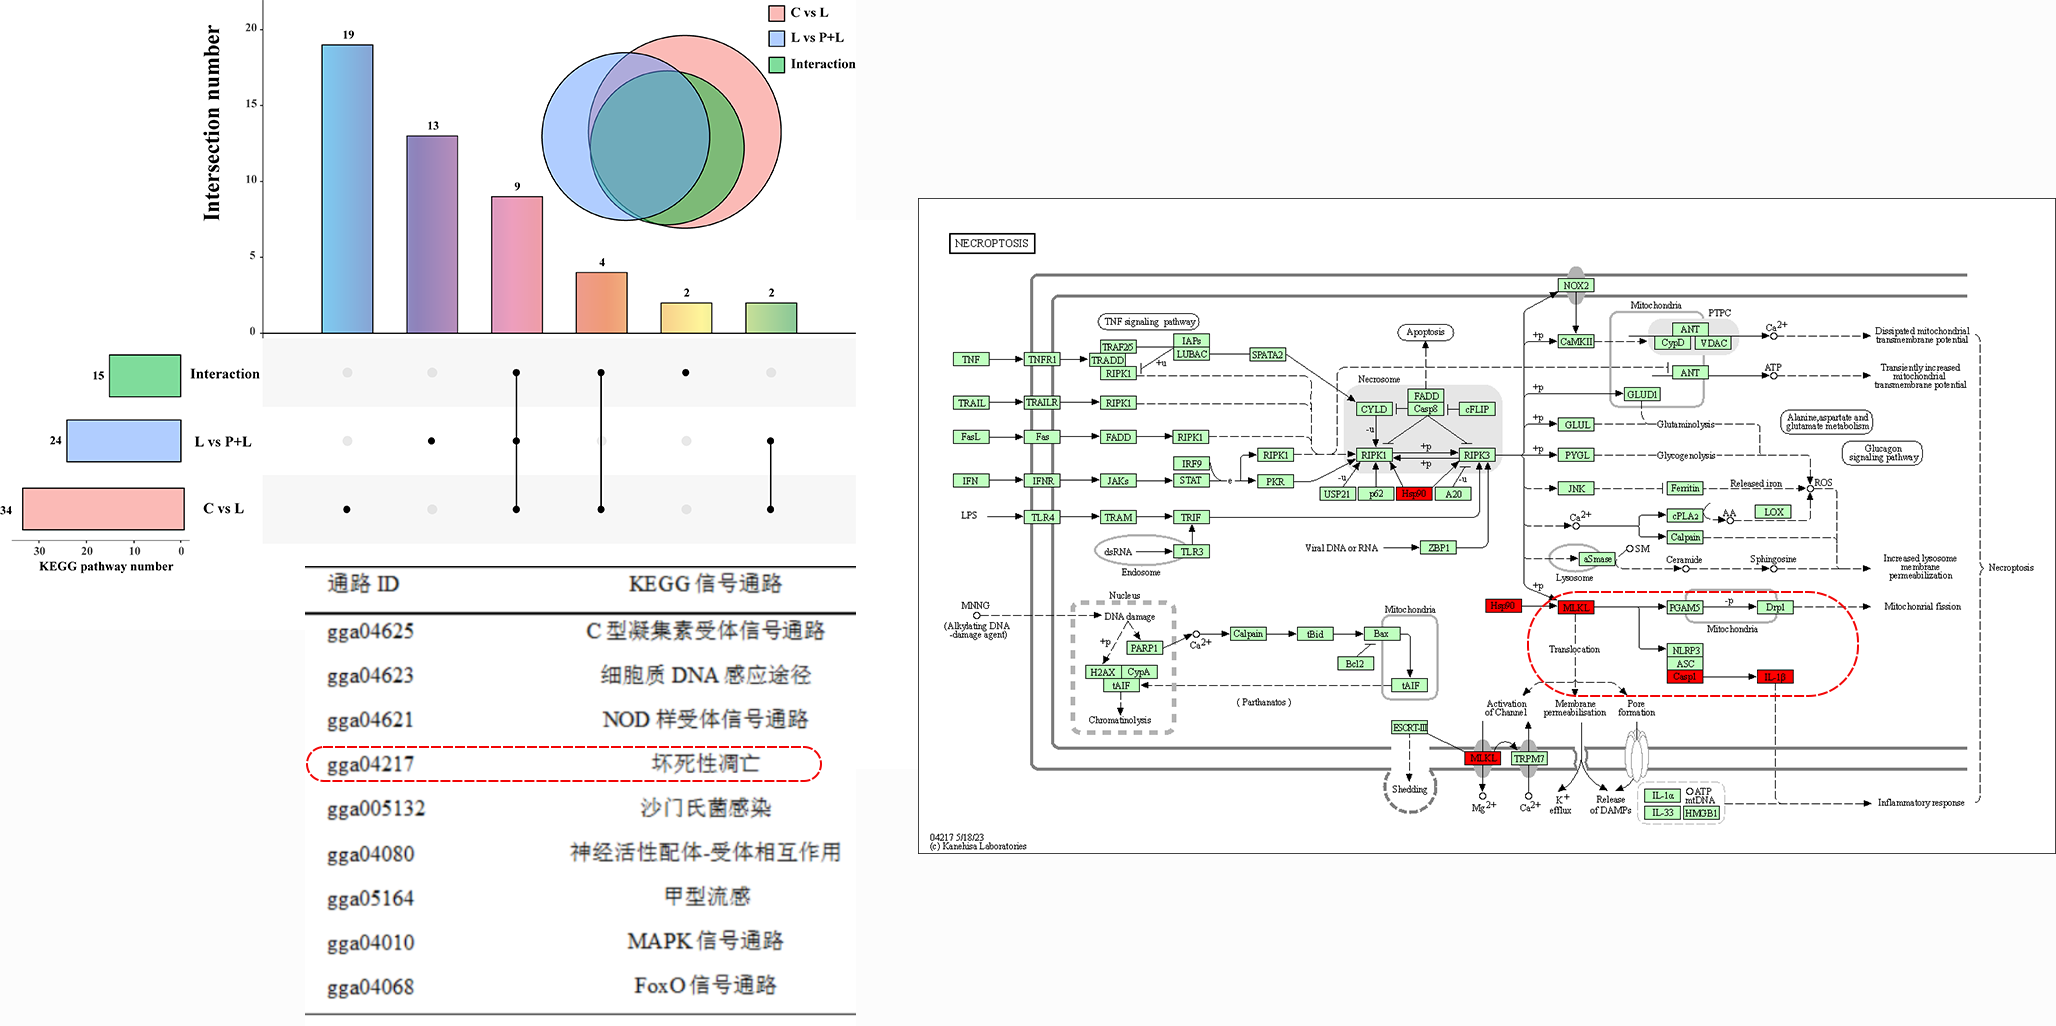 C vs L
L vs P+L
Interaction
Intersection number
20
15
10
5
0
19
13
9
4
2
2
15
Interaction
24
L vs P+L
34
C vs L
30 20 10 0
KEGG pathway number
通路 ID KEGG 信号通路
gga04625 C 型凝集素受体信号通路
gga04623 细胞质 DNA 感应途径
gga04621 NOD 样受体信号通路
gga04217 坏死性凋亡
gga005132 沙门氏菌感染
gga04080 神经活性配体-受体相互作用
gga05164 甲型流感
gga04010 MAPK 信号通路
gga04068 FoxO 信号通路
NECROPTOSIS
NOX2
Mitochondria
PTPC
TNF signaling pathway
Apoptosis
+p
CaMKII
ANT
CypD VDAC
Ca2+
Dissipated mitochondrial
transmembrane potential
TNF
TNFR1
TRAF2/5
TRADD
RIPK1
IAPs
LUBAC
+u
SPATA2
Necrosome
ANT
ATP
Transiently increased
mitochondrial
transmembrane potential
+p
GLUD1
TRAIL
TRAILR
RIPK1
CYLD
FADD
Casp8
cFLIP
-u
+p
GLUL
Glutaminolysis
Alanine, aspartate and
glutamate metabolism
FasL
Fas
FADD
RIPK1
RIPK1
RIPK1
+p
+p
RIPK3
+p
PYGL
Glycogenolysis
Glucagon
signaling pathway
IFN
IFNR
JAKs
IRF9
STAT
e
PKR
-u
USP21
p62
Hsp90
A20
-u
JNK
Ferritin
Released iron
ROS
LPS
TLR4
TRAM
TRIF
Ca2+
cPLA2
AA
LOX
Calpain
dsRNA
TLR3
Endosome
Viral DNA or RNA
ZBP1
aSmase
SM
Lysosome
Ceramide
Sphingosine
Increased lysosome
membrane
permeabilization
Necroptosis
+p
Hsp90
MLKL
PGAM5
-p
Drp1
Mitochondria
Mitochonrial fission
MNNG
(Alkylating DNA
-damage agent)
Nucleus
DNA damage
+p
PARP1
H2AX CypA
tAIF
Chromatinolysis
Ca2+
Calpain
tBid
Bax
Bcl2
Mitochondria
tAIF
( Parthanatos )
Translocation
NLRP3
ASC
Casp1
IL-1β
Activation
of Channel
Membrane
permeabilisation
Pore
formation
ESCRT-III
MLKL
TRPM7
Shedding
Mg2+
Ca2+
K+
efflux
Release
of DAMPs
IL-1α
ATP
mtDNA
IL-33
HMGB1
Inflammatory response
04217 5/18/23
(c) Kanehisa Laboratories